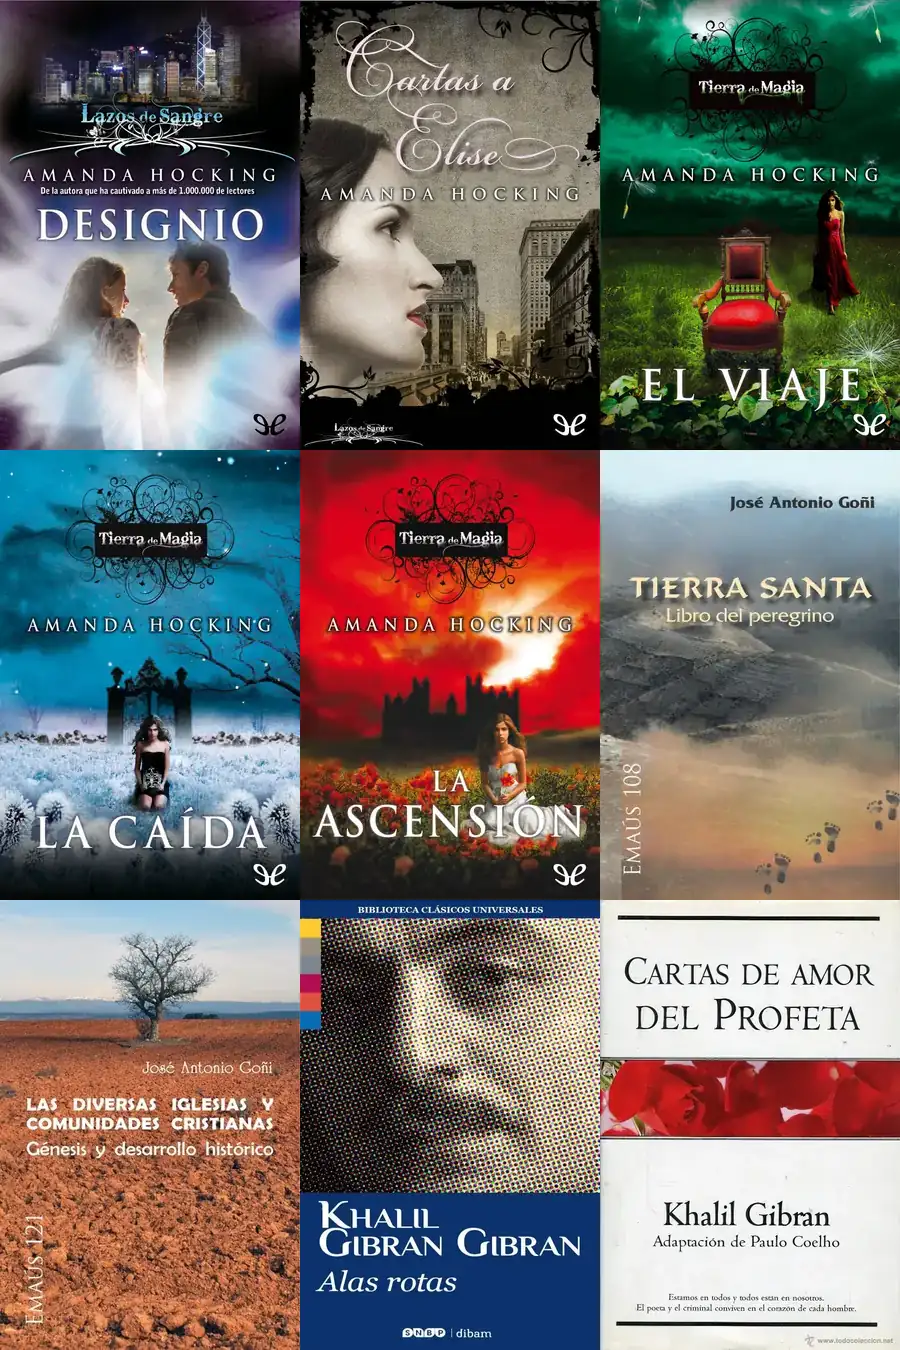 Lazos de Sangre
AMANDA HOCKING
De la autora que ha cautivado a más de 1.000.000 de lectores
DESIGNIO
Cartas a
Elise
AMANDA HOCKING
Lazos de Sangre
Tierra de Magia
AMANDA HOCKING
EL VIAJE
Tierra de Magia
AMANDA HOCKING
LA CAÍDA
Tierra de Magia
AMANDA HOCKING
LA
ASCENSIÓN
José Antonio Goñi
TIERRA SANTA
Libro del peregrino
EMAÚS 108
José Antonio Goñi
LAS DIVERSAS IGLESIAS Y
COMUNIDADES CRISTIANAS
Génesis y desarrollo histórico
EMAÚS 121
BIBLIOTECA CLÁSICOS UNIVERSALES
KHALIL
GIBRAN GIBRAN
Alas rotas
SNBP | dibam
CARTAS DE AMOR
DEL PROFETA
Khalil Gibran
Adaptación de Paulo Coelho
Estamos en todos y todos están en nosotros.
El poeta y el criminal conviven en el corazón de cada hombre.
www.todocoleccion.net